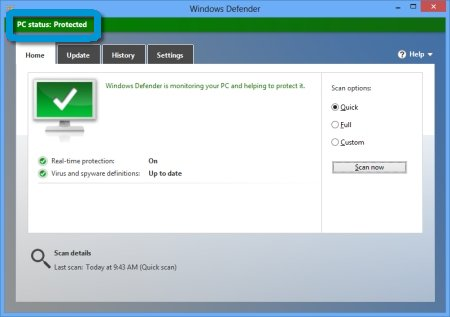 Windows Defender
PC status: Protected
Home
Update
History
Settings
Help
Windows Defender is monitoring your PC and helping to protect it.
Real-time protection: On
Virus and spyware definitions: Up to date
Scan options:
Quick
Full
Custom
Scan now
Scan details
Last scan: Today at 9:43 AM (Quick scan)